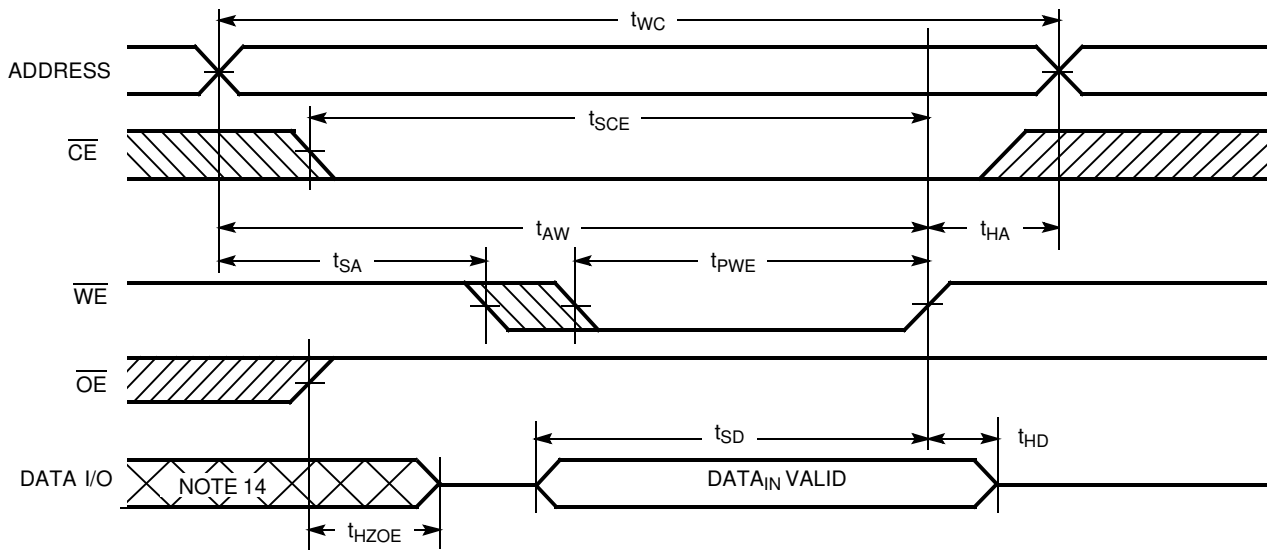 tWC
ADDRESS
tSCE
CE
tAW
tHA
tSA
tPWE
WE
OE
tSD
tHD
DATA I/O
NOTE 14
DATAIN VALID
tHZOE